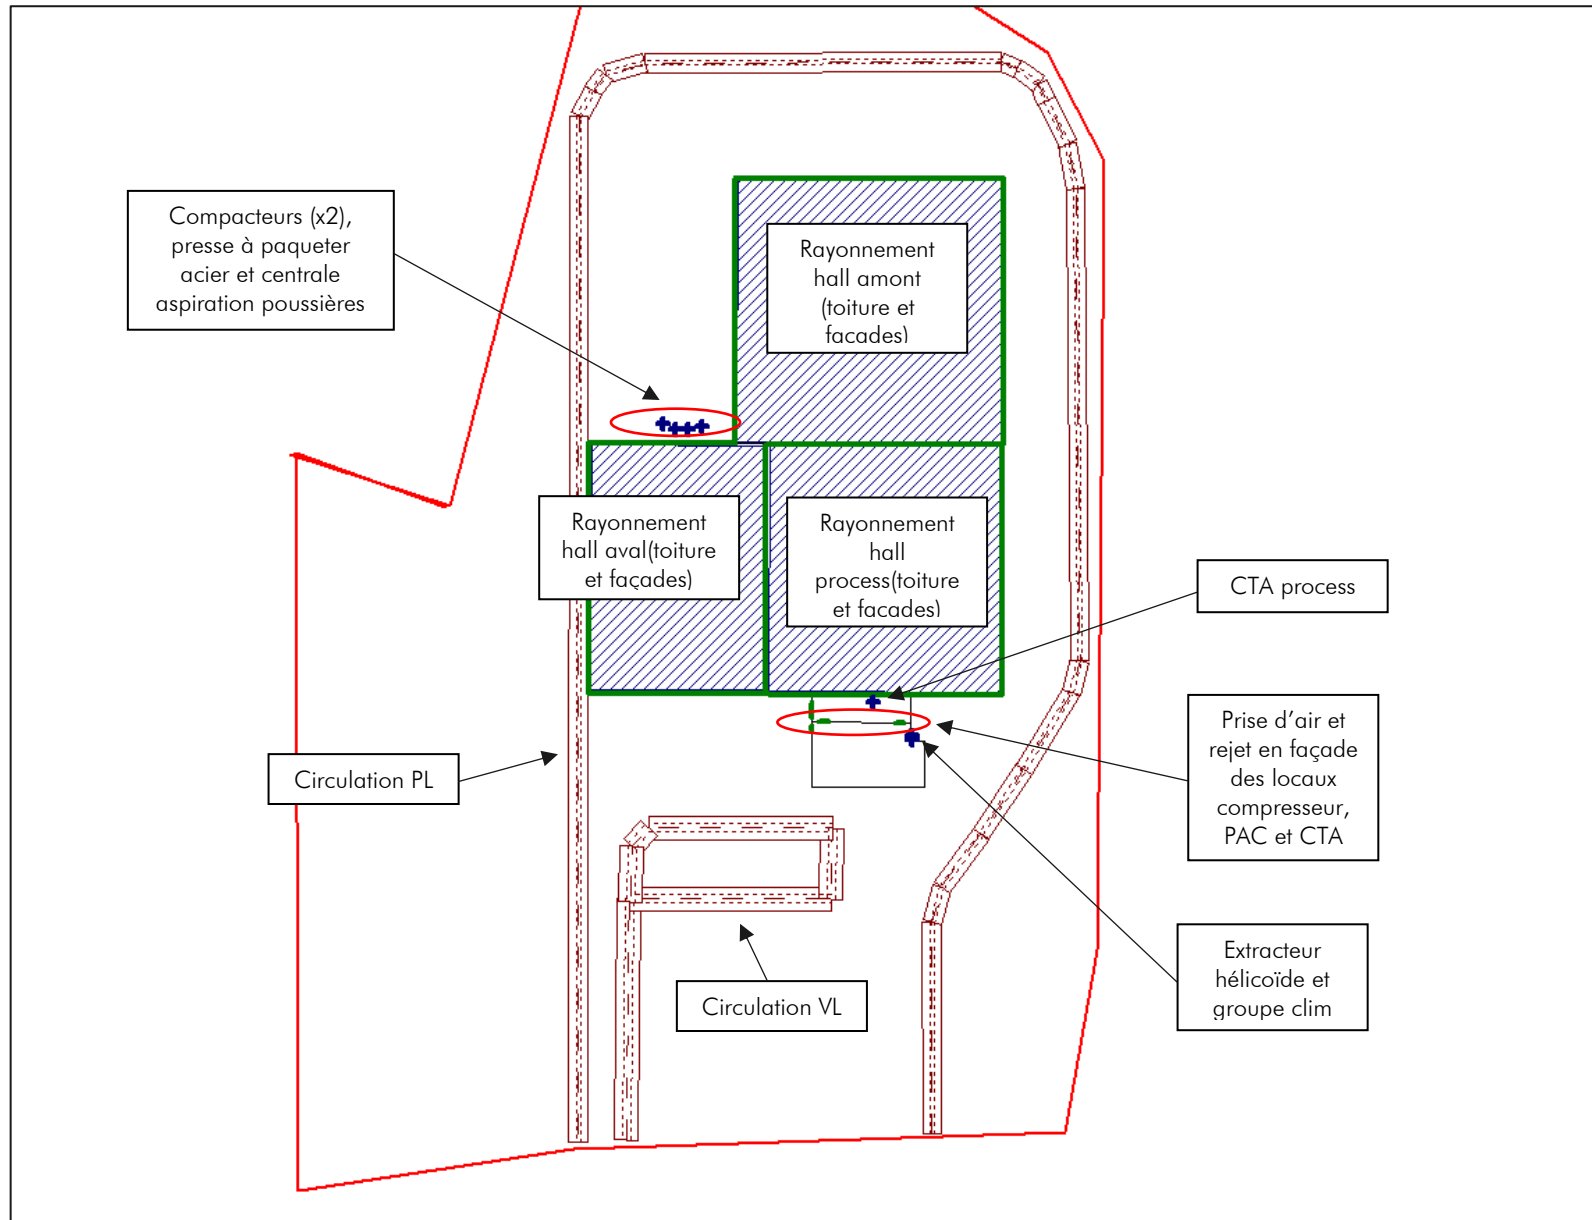 Compacteurs (x2),
presse à paqueter
acier et centrale
aspiration poussières
Rayonnement
hall amont
(toiture et
facades)
Rayonnement
hall aval(toiture
et façades)
Rayonnement
hall
process(toiture
et facades)
CTA process
Prise d’air et
rejet en façade
des locaux
compresseur,
PAC et CTA
Circulation PL
Extracteur
hélicoïde et
groupe clim
Circulation VL